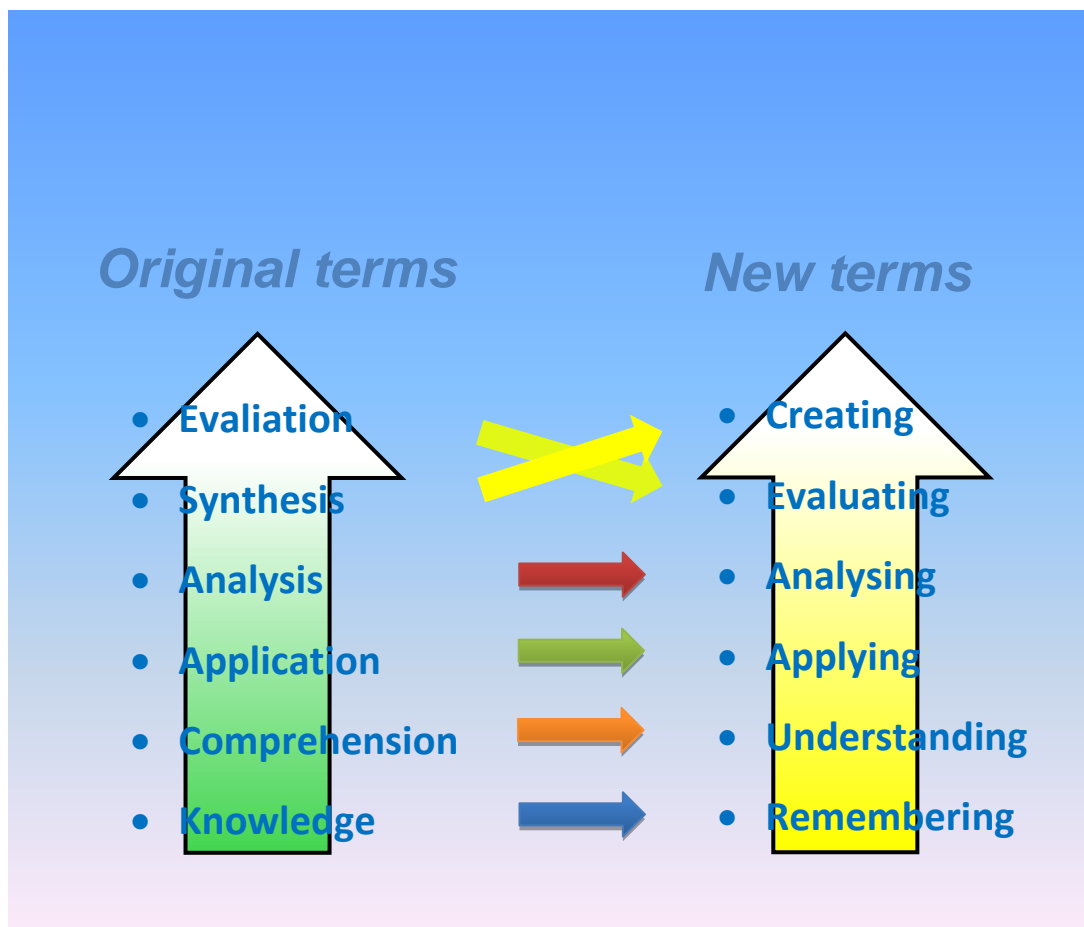 Original terms
• Evaliation
• Synthesis
• Analysis
• Application
• Comprehension
• Knowledge
New terms
• Creating
• Evaluating
• Analysing
• Applying
• Understanding
• Remembering